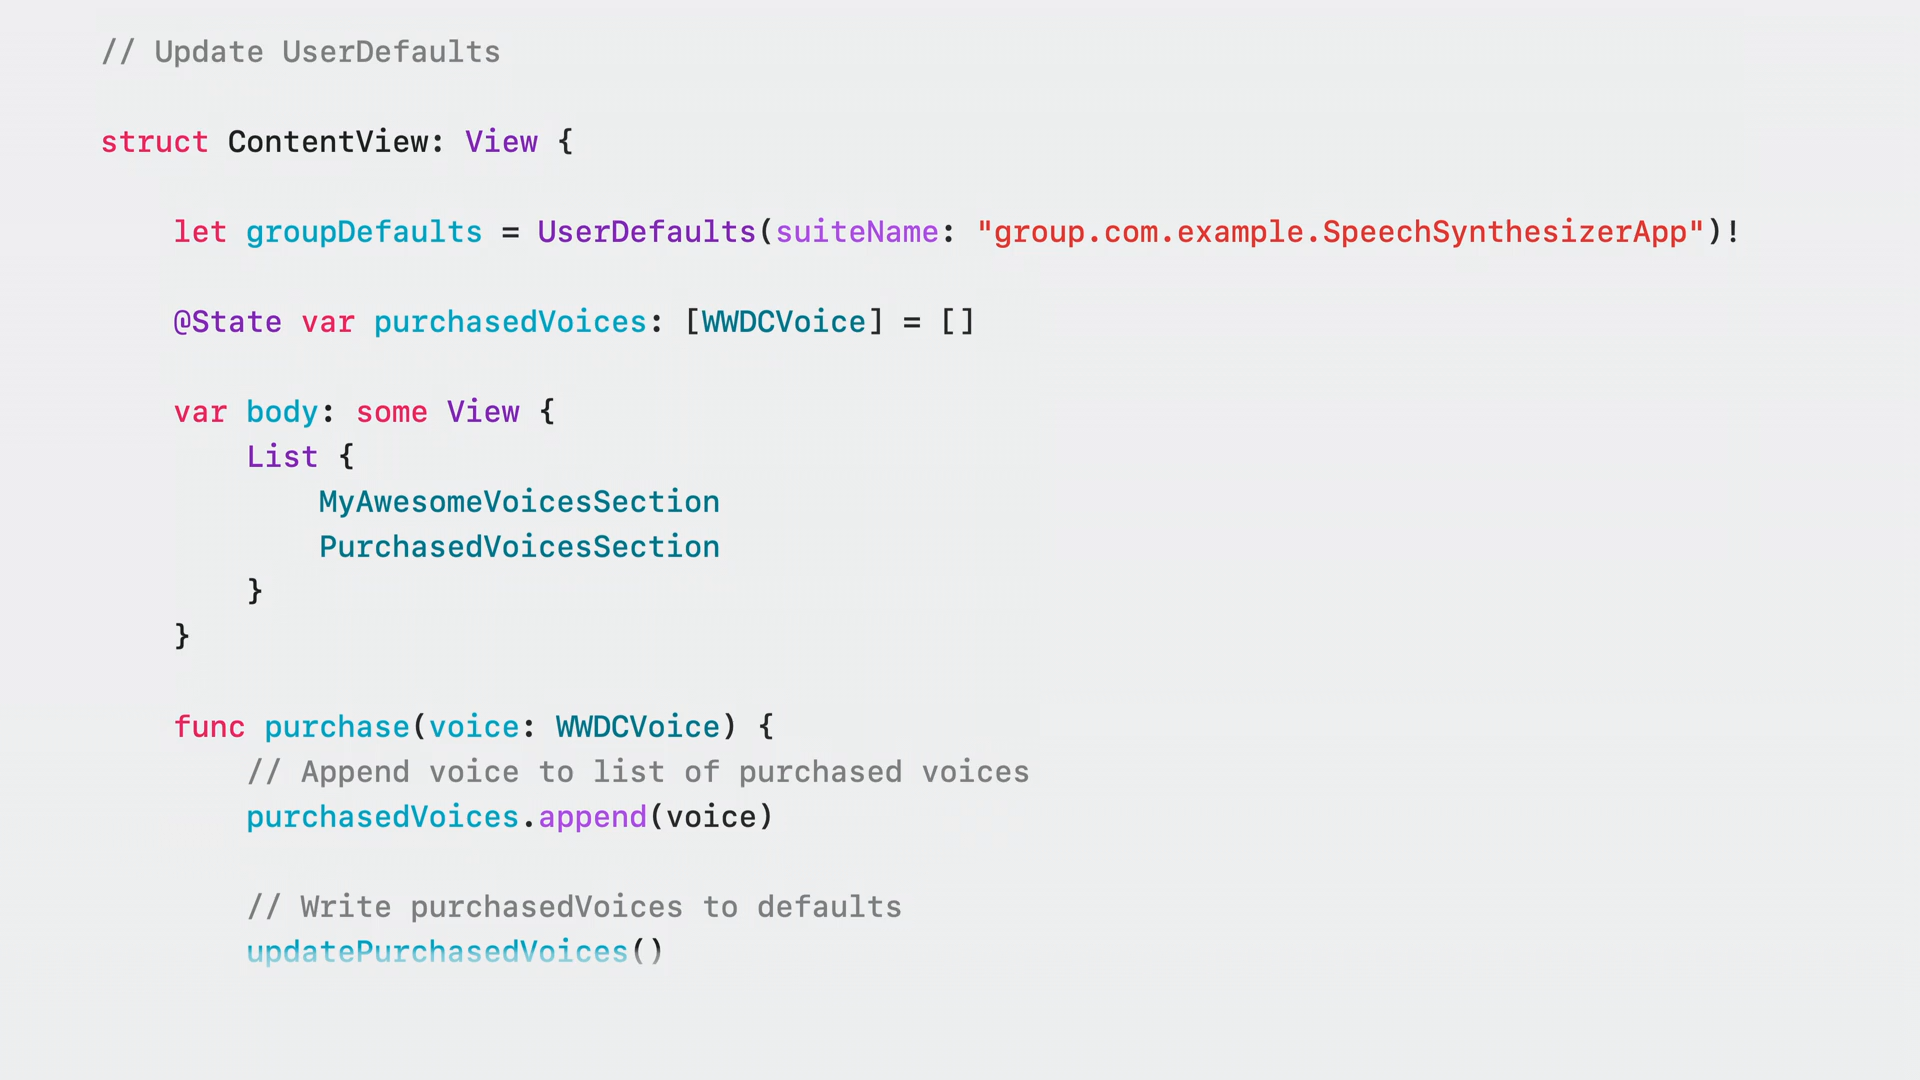 // Update UserDefaults
struct ContentView: View {
let groupDefaults = UserDefaults(suiteName: "group.com.example.SpeechSynthesizerApp")!
@State var purchasedVoices: [WWDCVoice] = []
var body: some View {
List {
MyAwesomeVoicesSection
PurchasedVoicesSection
}
}
func purchase(voice: WWDCVoice) {
// Append voice to list of purchased voices
purchasedVoices.append(voice)
// Write purchasedVoices to defaults
updatePurchasedVoices()